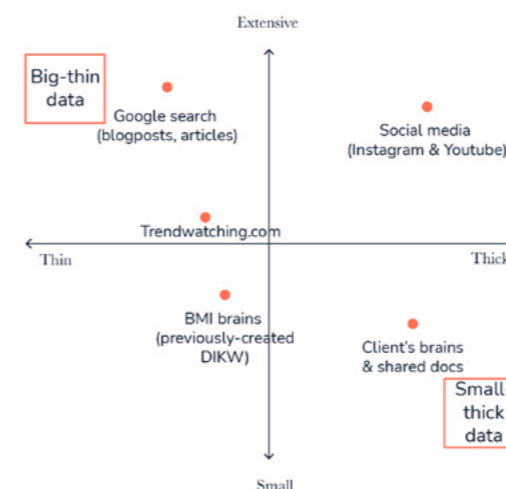 Extensive
Big-thin
data
Google search
(blogposts, articles)
Social media
(Instagram & Youtube)
Trendwatching.com
Thin
Thick
BMI brains
(previously-created
DIKW)
Client's brains
& shared docs
Small-
thick
data
Small